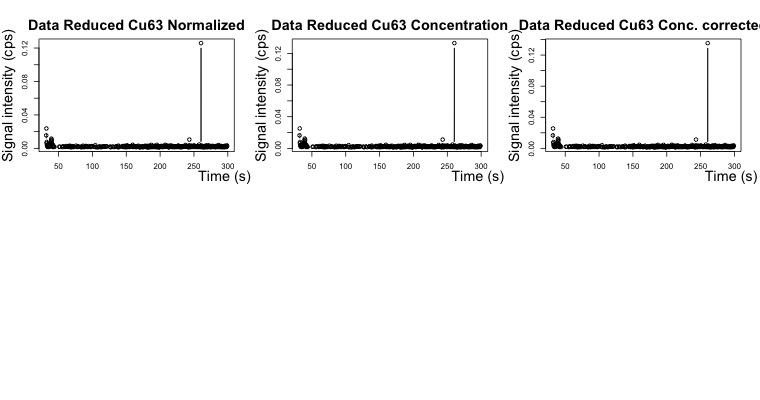 Data Reduced Cu63 Normalized
Signal intensity (cps)
0.00 0.04 0.08 0.12
50 100 150 200 250 300
Time (s)
Data Reduced Cu63 Concentration
Signal intensity (cps)
0.00 0.04 0.08 0.12
50 100 150 200 250 300
Time (s)
Data Reduced Cu63 Conc. corrected
Signal intensity (cps)
0.00 0.04 0.08 0.12
50 100 150 200 250 300
Time (s)